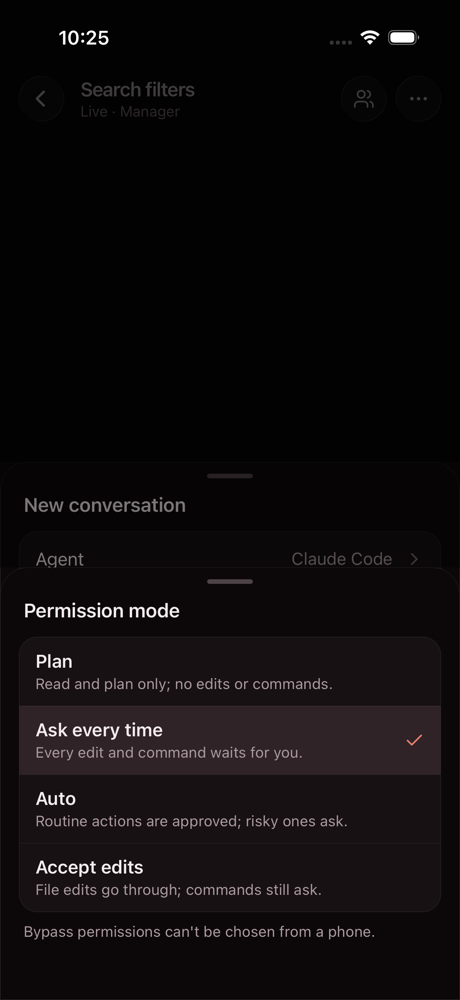 10:25
Search filters
Live · Manager
New conversation
Agent
Claude Code
Permission mode
Plan
Read and plan only; no edits or commands.
Ask every time
Every edit and command waits for you.
Auto
Routine actions are approved; risky ones ask.
Accept edits
File edits go through; commands still ask.
Bypass permissions can't be chosen from a phone.